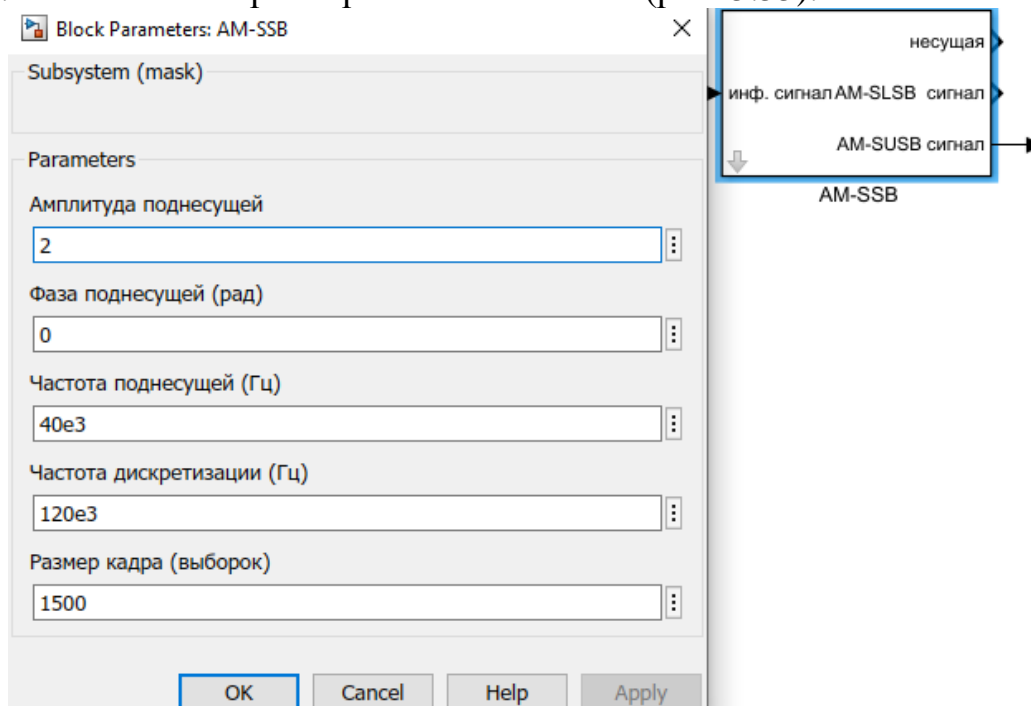 Block Parameters: AM-SSB
Subsystem (mask)
Parameters
Амплитуда поднесущей
2
Фаза поднесущей (рад)
0
Частота поднесущей (Гц)
40e3
Частота дискретизации (Гц)
120e3
Размер кадра (выборок)
1500
OK Cancel Help Apply
несущая
инф. сигнал AM-SLSB сигнал
AM-SUSB сигнал
AM-SSB